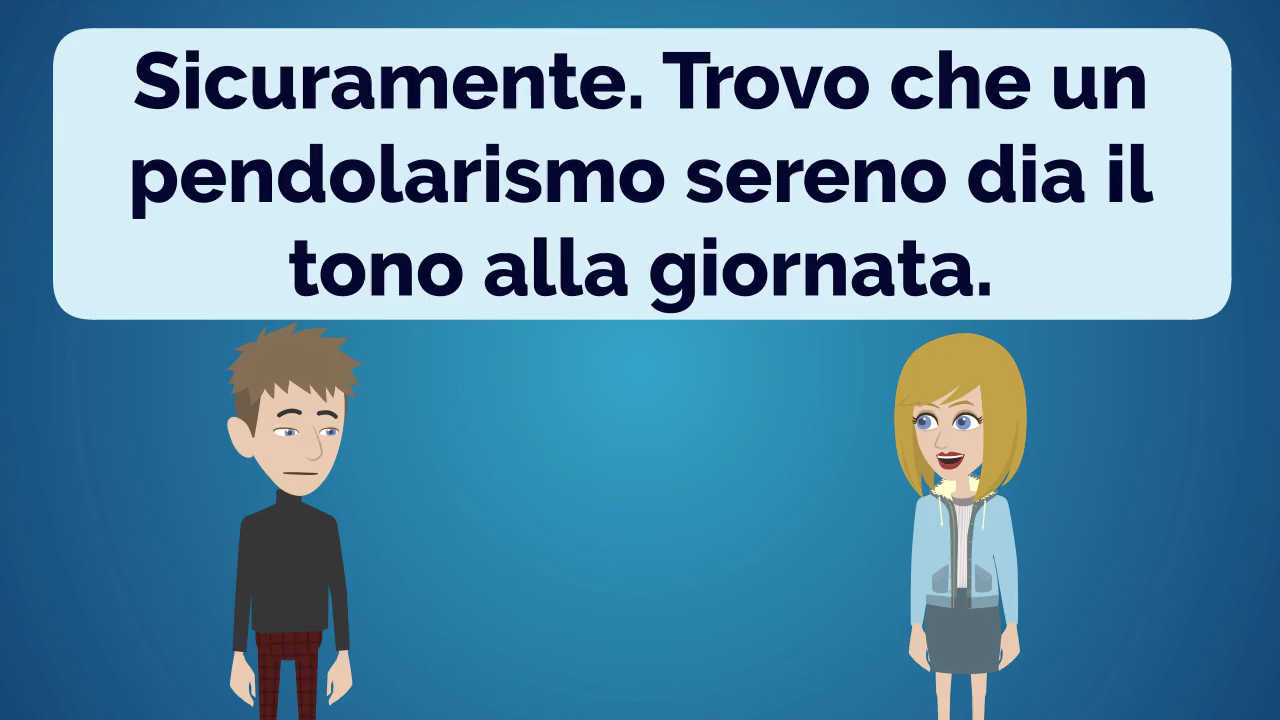 Sicuramente. Trovo che un
pendolarismo sereno dia il
tono alla giornata.